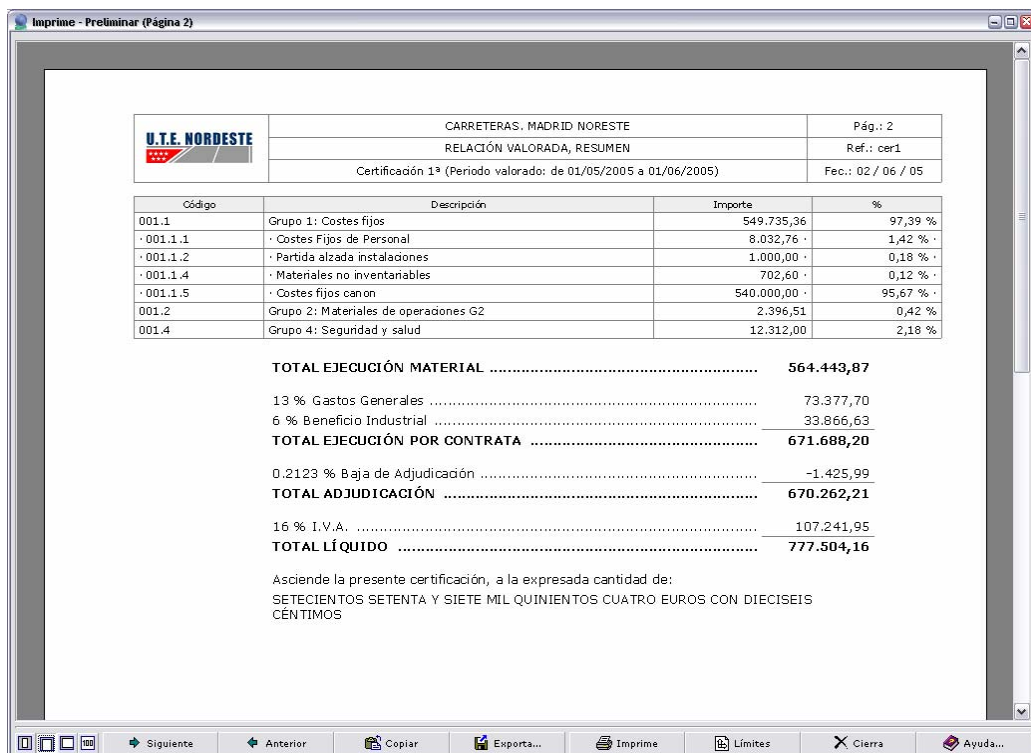 Imprime - Preliminar (Página 2)
U.T.E. NORDESTE
CARRETERAS. MADRID NORESTE
Pág.: 2
RELACIÓN VALORADA, RESUMEN
Ref.: cer1
Certificación 1ª (Periodo valorado: de 01/05/2005 a 01/06/2005)
Fec.: 02 / 06 / 05
Código Descripción Importe %
001.1 Grupo 1: Costes fijos 549.735,36 97,39 %
· 001.1.1 · Costes Fijos de Personal 8.032,76 · 1,42 % ·
· 001.1.2 · Partida alzada instalaciones 1.000,00 · 0,18 % ·
· 001.1.4 · Materiales no inventariables 702,60 · 0,12 % ·
· 001.1.5 · Costes fijos canon 540.000,00 · 95,67 % ·
001.2 Grupo 2: Materiales de operaciones G2 2.396,51 0,42 %
001.4 Grupo 4: Seguridad y salud 12.312,00 2,18 %
TOTAL EJECUCIÓN MATERIAL ............................................................ 564.443,87
13 % Gastos Generales ............................................................ 73.377,70
6 % Beneficio Industrial ............................................................ 33.866,63
TOTAL EJECUCIÓN POR CONTRATA ................................................... 671.688,20
0.2123 % Baja de Adjudicación ................................................... -1.425,99
TOTAL ADJUDICACIÓN ............................................................ 670.262,21
16 % I.V.A. ............................................................ 107.241,95
TOTAL LÍQUIDO ............................................................ 777.504,16
Asciende la presente certificación, a la expresada cantidad de:
SETECIENTOS SETENTA Y SIETE MIL QUINIENTOS CUATRO EUROS CON DIECISEIS
CÉNTIMOS
100 Siguiente Anterior Copiar Exporta... Imprime Límites Cierra Ayuda...